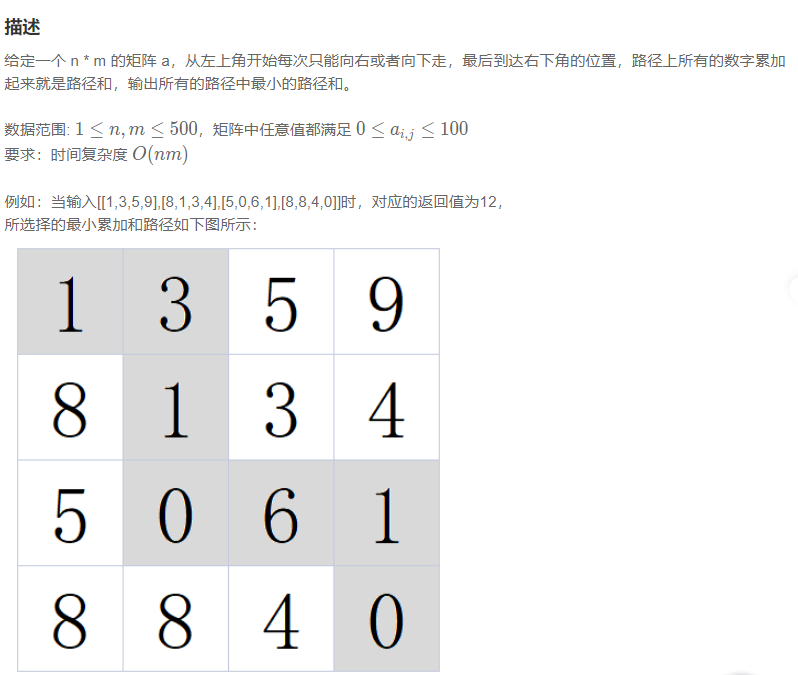 描述
给定一个 n * m 的矩阵 a，从左上角开始每次只能向右或者向下走，最后到达右下角的位置，路径上所有的数字累加
起来就是路径和，输出所有的路径中最小的路径和。
数据范围: 1 ≤ n, m ≤ 500，矩阵中任意值都满足 0 ≤ a_{i,j} ≤ 100
要求：时间复杂度 O(nm)
例如：当输入[[1,3,5,9],[8,1,3,4],[5,0,6,1],[8,8,4,0]]时，对应的返回值为12，
所选择的最小累加和路径如下图所示：
1 3 5 9
8 1 3 4
5 0 6 1
8 8 4 0